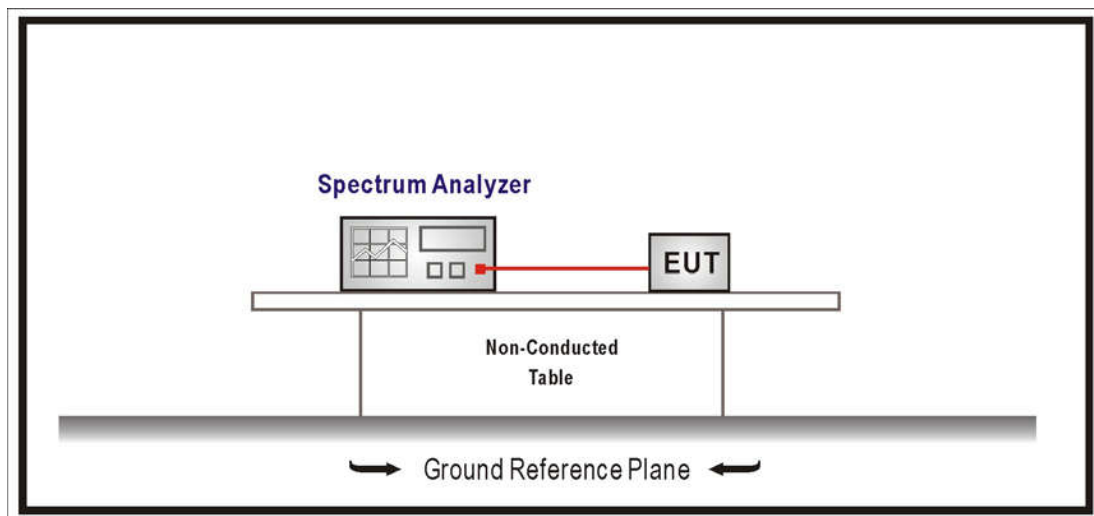 Spectrum Analyzer
EUT
Non-Conducted
Table
Ground Reference Plane